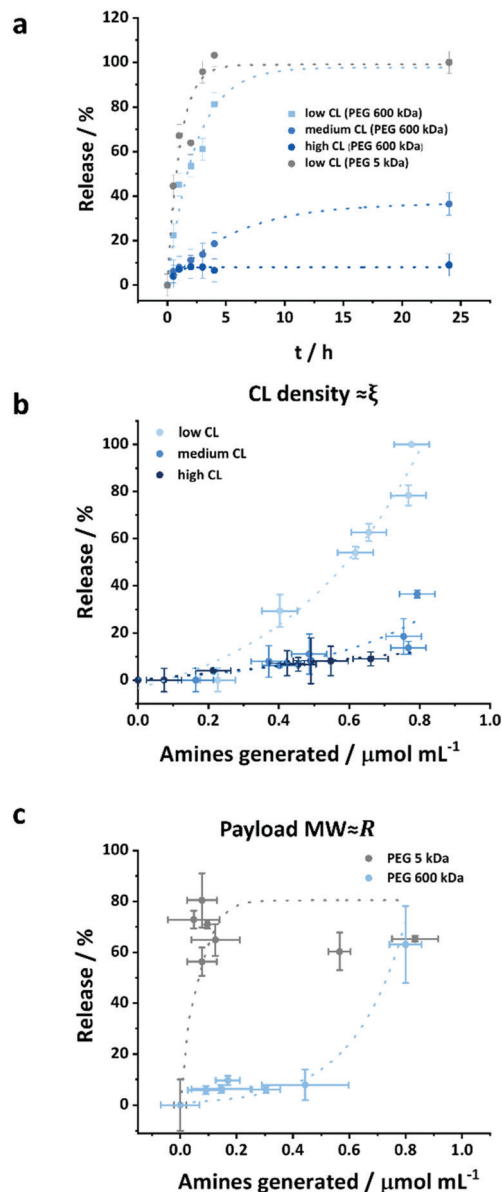 a
120
100
80
60
40
20
0
Release / %
low CL (PEG 600 kDa)
medium CL (PEG 600 kDa)
high CL (PEG 600 kDa)
low CL (PEG 5 kDa)
0 5 10 15 20 25
t / h
b
CL density ≈ξ
100
80
60
40
20
0
Release / %
low CL
medium CL
high CL
0.0 0.2 0.4 0.6 0.8 1.0
Amines generated / µmol mL⁻¹
c
Payload MW≈R
100
80
60
40
20
0
Release / %
PEG 5 kDa
PEG 600 kDa
0.0 0.2 0.4 0.6 0.8 1.0
Amines generated / µmol mL⁻¹